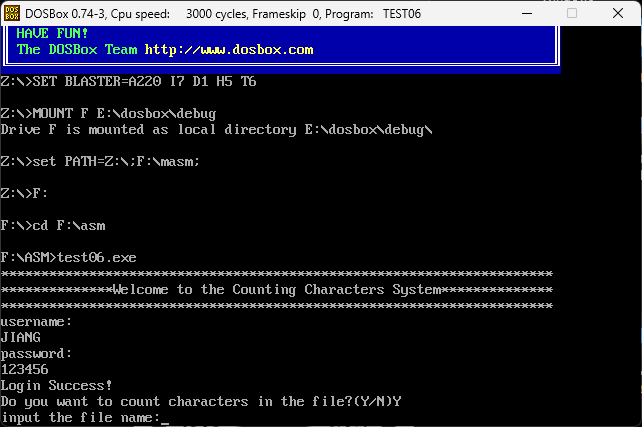 DOSBox 0.74-3, Cpu speed:    3000 cycles, Frameskip  0, Program:   TEST06
HAVE FUN!
The DOSBox Team http://www.dosbox.com
Z:\>SET BLASTER=A220 I7 D1 H5 T6
Z:\>MOUNT F E:\dosbox\debug
Drive F is mounted as local directory E:\dosbox\debug\
Z:\>set PATH=Z:\;F:\masm;
Z:\>F:
F:\>cd F:\asm
F:\ASM>test06.exe
*********************************************************************
**************Welcome to the Counting Characters System**************
*********************************************************************
username:
JIANG
password:
123456
Login Success!
Do you want to count characters in the file?(Y/N)Y
input the file name:_